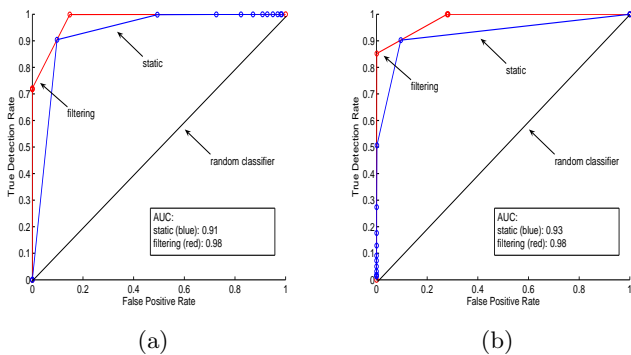 1
0.9
0.8
0.7
0.6
0.5
0.4
0.3
0.2
0.1
0
True Detection Rate
static
filtering
random classifier
AUC:
static (blue): 0.91
filtering (red): 0.98
0 0.2 0.4 0.6 0.8 1
False Positive Rate
(a)
1
0.9
0.8
0.7
0.6
0.5
0.4
0.3
0.2
0.1
0
True Detection Rate
static
filtering
random classifier
AUC:
static (blue): 0.93
filtering (red): 0.98
0 0.2 0.4 0.6 0.8 1
False Positive Rate
(b)